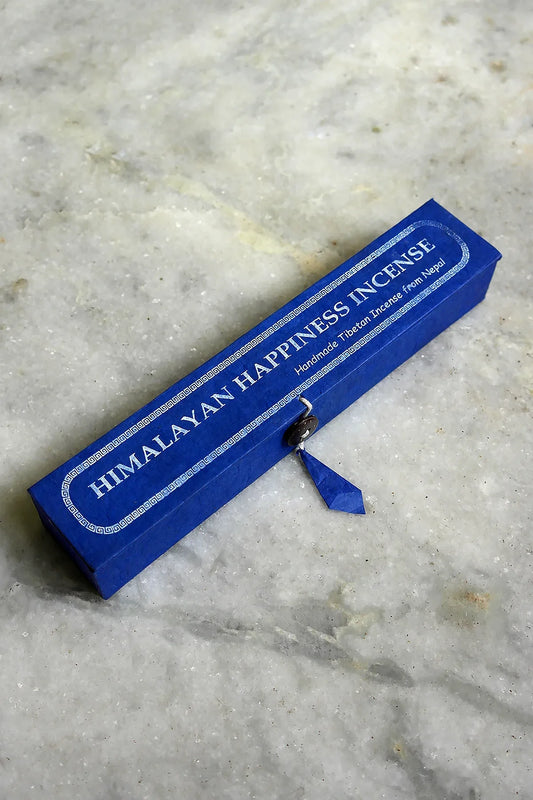 HIMALAYAN HAPPINESS INCENSE
Handmade Tibetan Incense from Nepal